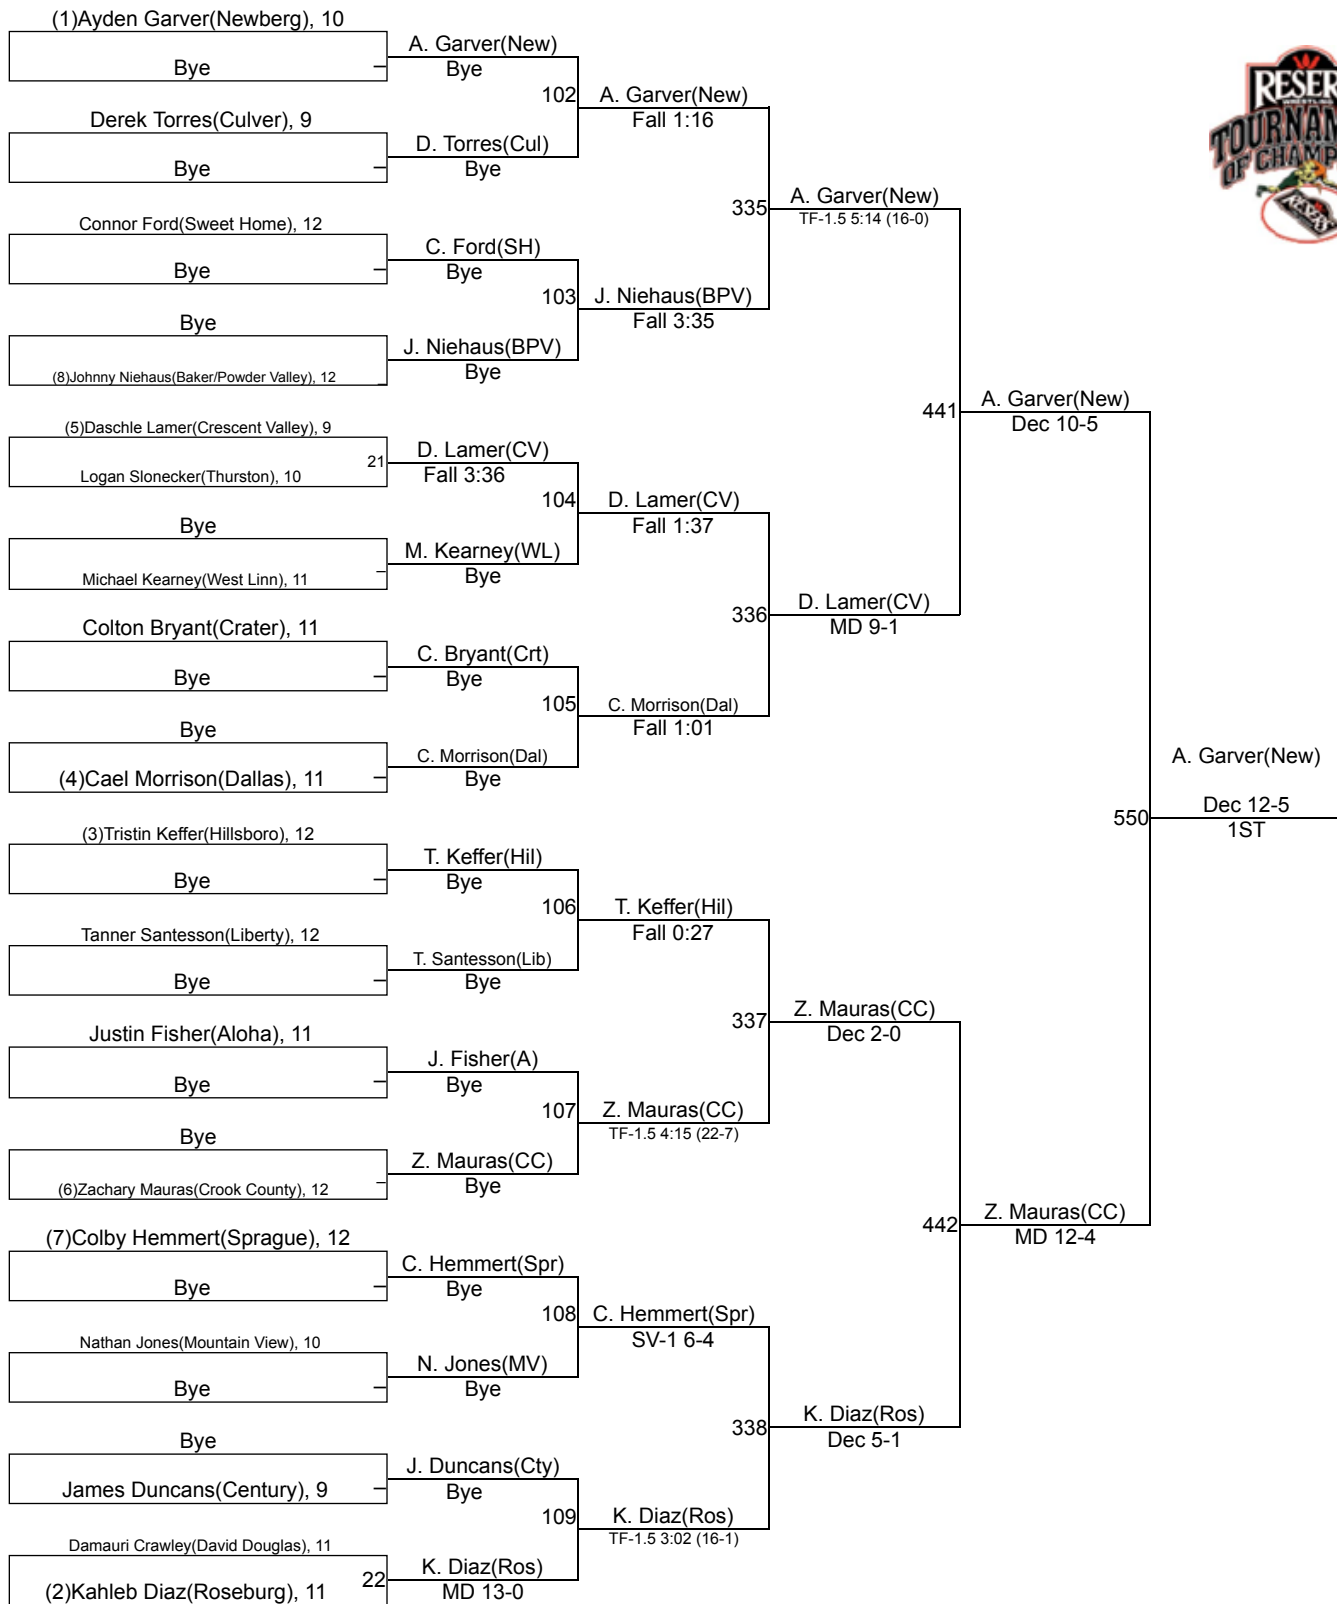 (1)Ayden Garver(Newberg), 10
Bye
Derek Torres(Culver), 9
Bye
Connor Ford(Sweet Home), 12
Bye
Bye
(8)Johnny Niehaus(Baker/Powder Valley), 12
(5)Daschle Lamer(Crescent Valley), 9
21
Logan Slonecker(Thurston), 10
Bye
Michael Kearney(West Linn), 11
Colton Bryant(Crater), 11
Bye
Bye
(4)Cael Morrison(Dallas), 11
(3)Tristin Keffer(Hillsboro), 12
Bye
Tanner Santesson(Liberty), 12
Bye
Justin Fisher(Aloha), 11
Bye
Bye
(6)Zachary Mauras(Crook County), 12
(7)Colby Hemmert(Sprague), 12
Bye
Nathan Jones(Mountain View), 10
Bye
Bye
James Duncans(Century), 9
Damauri Crawley(David Douglas), 11
22
(2)Kahleb Diaz(Roseburg), 11
A. Garver(New)
Bye
102
D. Torres(Cul)
Bye
C. Ford(SH)
Bye
103
J. Niehaus(BPV)
Bye
D. Lamer(CV)
Fall 3:36
104
M. Kearney(WL)
Bye
C. Bryant(Crt)
Bye
105
C. Morrison(Dal)
Bye
T. Keffer(Hil)
Bye
106
T. Santesson(Lib)
Bye
J. Fisher(A)
Bye
107
Z. Mauras(CC)
Bye
C. Hemmert(Spr)
Bye
108
N. Jones(MV)
Bye
J. Duncans(Cty)
Bye
109
K. Diaz(Ros)
MD 13-0
A. Garver(New)
Fall 1:16
335
J. Niehaus(BPV)
Fall 3:35
D. Lamer(CV)
Fall 1:37
336
C. Morrison(Dal)
Fall 1:01
T. Keffer(Hil)
Fall 0:27
337
Z. Mauras(CC)
TF-1.5 4:15 (22-7)
C. Hemmert(Spr)
SV-1 6-4
338
K. Diaz(Ros)
TF-1.5 3:02 (16-1)
A. Garver(New)
TF-1.5 5:14 (16-0)
441
D. Lamer(CV)
MD 9-1
Z. Mauras(CC)
Dec 2-0
442
K. Diaz(Ros)
Dec 5-1
A. Garver(New)
Dec 10-5
550
Z. Mauras(CC)
MD 12-4
A. Garver(New)
Dec 12-5
1ST
RESER
WRESTLING
TOURNAM
OF CHAMP
RESER'S